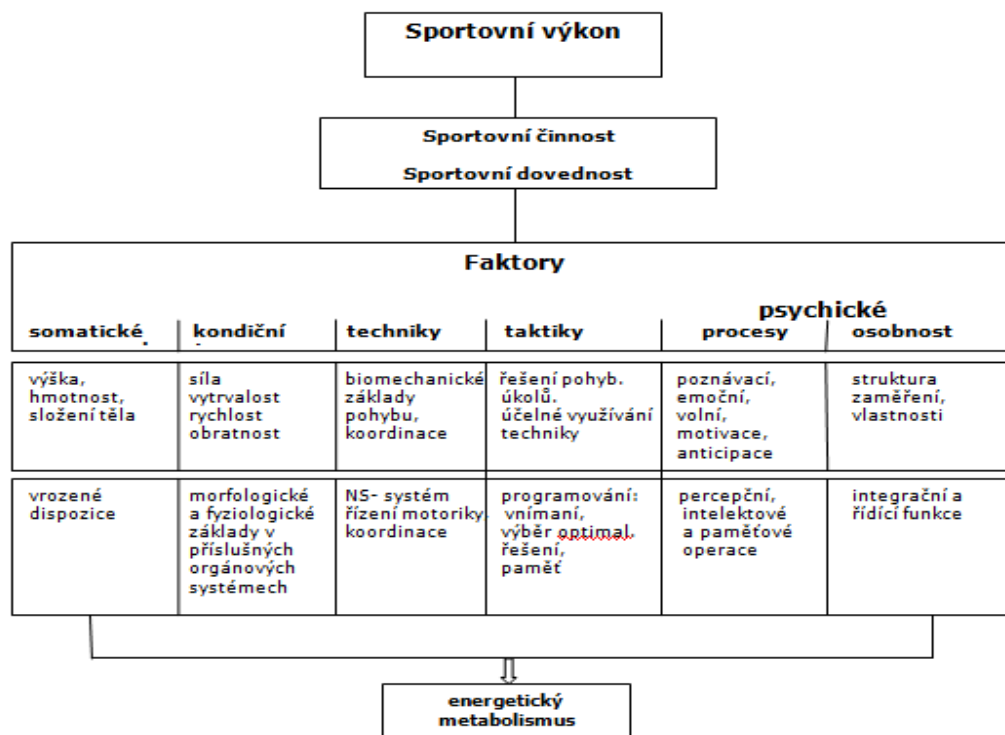 Sportovní výkon
Sportovní činnost
Sportovní dovednost
Faktory
psychické
somatické
kondiční
techniky
taktiky
procesy
osobnost
výška,
hmotnost,
složení těla
síla
vytrvalost
rychlost
obratnost
biomechanické
základy
pohybu,
koordinace
řešení pohyb.
úkolů.
účelné využívání
techniky
poznávací,
emoční,
volní,
motivace,
anticipace
struktura
zaměření,
vlastnosti
vrozené
dispozice
morfologické
a fyziologické
základy v
příslušných
orgánových
systémech
NS- systém
řízení motoriky,
koordinace
programování:
vnímaní,
výběr optimal.
řešení,
paměť
percepční,
intelektové
a paměťové
operace
integrační a
řídící funkce
energetický
metabolismus